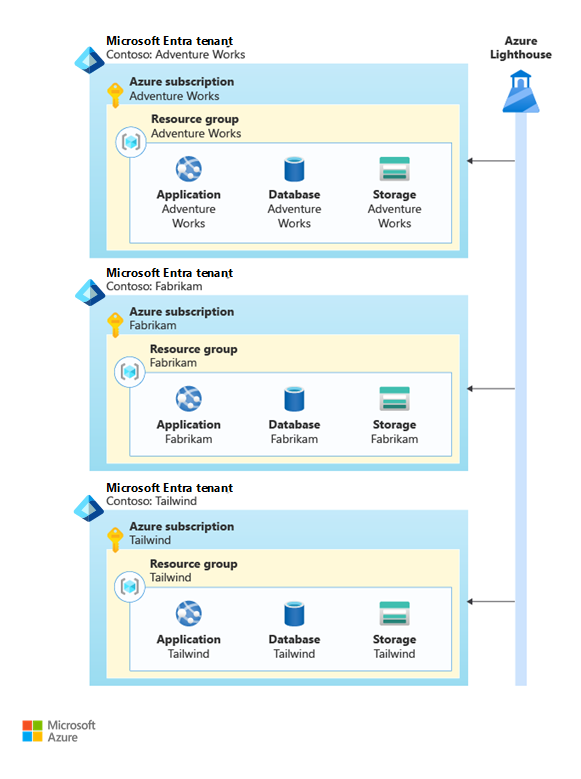 Microsoft Entra tenant
Contoso: Adventure Works
Azure
Lighthouse
Azure subscription
Adventure Works
Resource group
Adventure Works
Application
Adventure
Works
Database
Adventure
Works
Storage
Adventure
Works
Microsoft Entra tenant
Contoso: Fabrikam
Azure subscription
Fabrikam
Resource group
Fabrikam
Application
Fabrikam
Database
Fabrikam
Storage
Fabrikam
Microsoft Entra tenant
Contoso: Tailwind
Azure subscription
Tailwind
Resource group
Tailwind
Application
Tailwind
Database
Tailwind
Storage
Tailwind
Microsoft
Azure